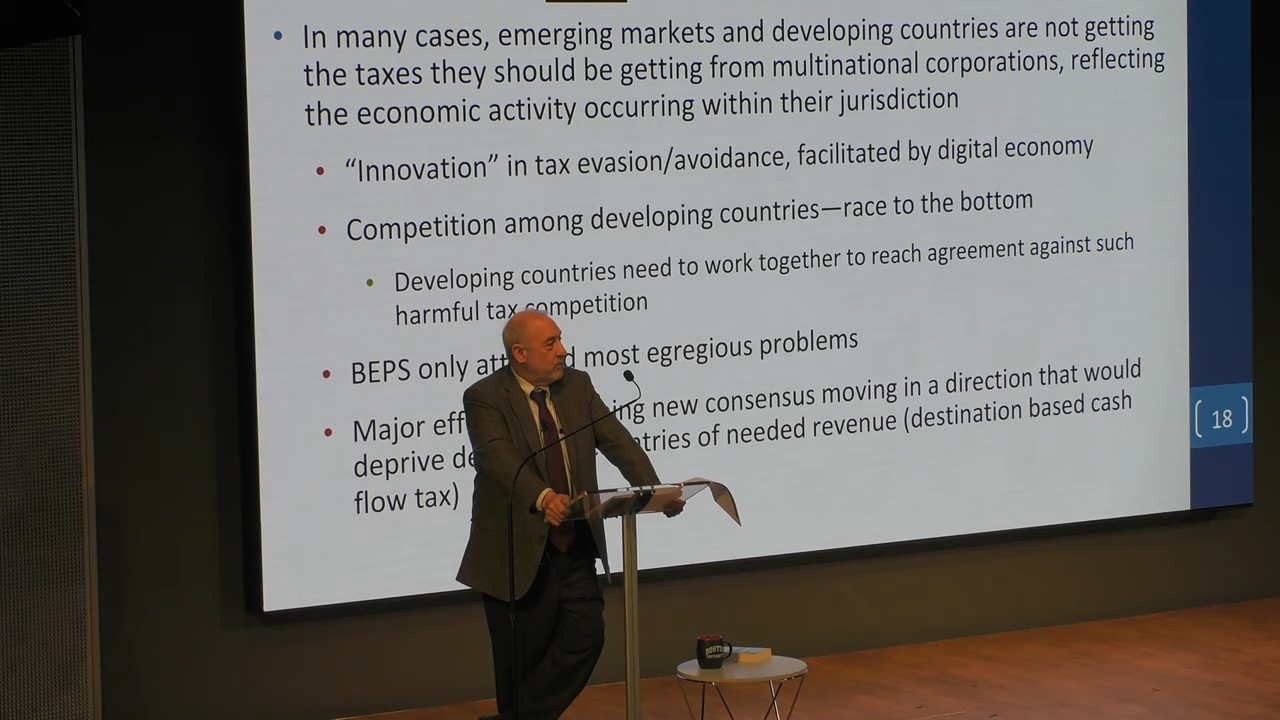 • In many cases, emerging markets and developing countries are not getting
the taxes they should be getting from multinational corporations, reflecting
the economic activity occurring within their jurisdiction
• “Innovation” in tax evasion/avoidance, facilitated by digital economy
• Competition among developing countries—race to the bottom
• Developing countries need to work together to reach agreement against such
harmful tax competition
• BEPS only most egregious problems
• Major new consensus moving in a direction that would
deprive of needed revenue (destination based cash
flow tax)
[ 18 ]
BOSTON